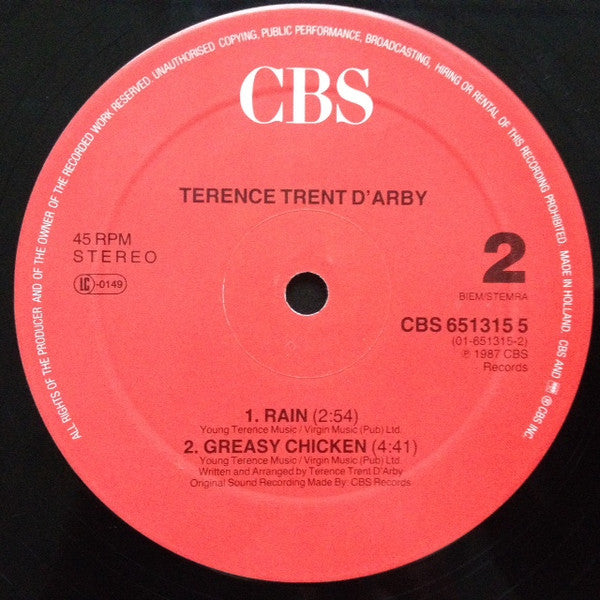 ALL RIGHTS OF THE PRODUCER AND OF THE OWNER OF THE RECORDED WORK RESERVED. UNAUTHORISED COPYING, PUBLIC PERFORMANCE, BROADCASTING, HIRING OR RENTAL OF THIS RECORDING PROHIBITED. MADE IN HOLLAND. CBS AND ® CBS INC.
CBS
TERENCE TRENT D'ARBY
45 RPM
STEREO
LC-0149
2
BIEM/STEMRA
CBS 651315 5
(01-651315-2)
℗ 1987 CBS
Records
1. RAIN (2:54)
Young Terence Music / Virgin Music (Pub) Ltd.
2. GREASY CHICKEN (4:41)
Young Terence Music / Virgin Music (Pub) Ltd.
Written and Arranged by Terence Trent D'Arby
Original Sound Recording Made By: CBS Records